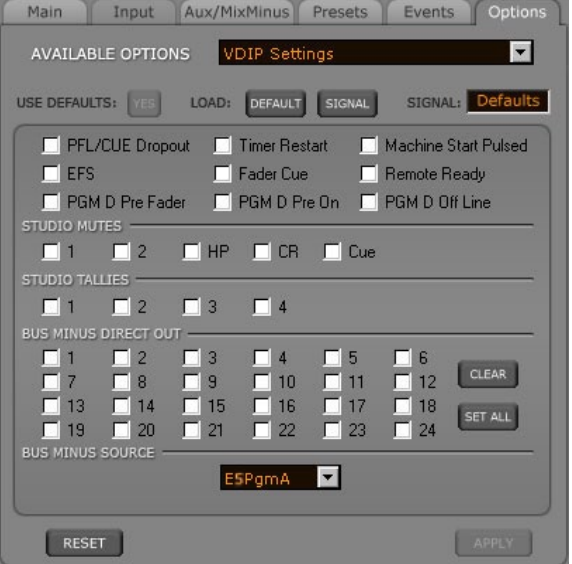 Main Input Aux/MixMinus Presets Events Options
AVAILABLE OPTIONS VDIP Settings
USE DEFAULTS: YES LOAD: DEFAULT SIGNAL SIGNAL: Defaults
PFL/CUE Dropout Timer Restart Machine Start Pulsed
EFS Fader Cue Remote Ready
PGM D Pre Fader PGM D Pre On PGM D Off Line
STUDIO MUTES
1 2 HP CR Cue
STUDIO TALLIES
1 2 3 4
BUS MINUS DIRECT OUT
1 2 3 4 5 6
7 8 9 10 11 12 CLEAR
13 14 15 16 17 18 SET ALL
19 20 21 22 23 24
BUS MINUS SOURCE
E5PgmA
RESET APPLY